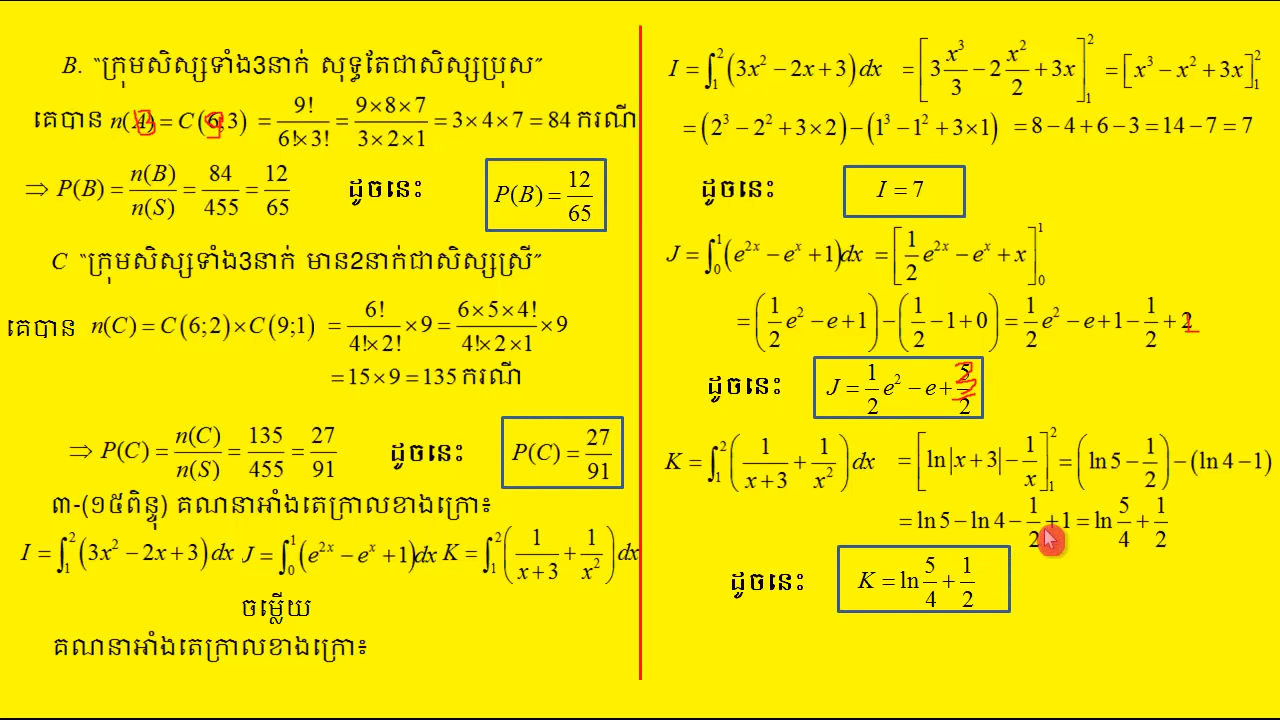 B. “ក្រុមសិស្សទាំង3នាក់ សុទ្ធតែជាសិស្សប្រុស”
គេបាន n(A) = C(6;3) = 9!/(6!×3!) = (9×8×7)/(3×2×1) = 3×4×7 = 84 ករណី
⇒ P(B) = n(B)/n(S) = 84/455 = 12/65 ដូចនេះ P(B) = 12/65
C “ក្រុមសិស្សទាំង3នាក់ មាន2នាក់ជាសិស្សស្រី”
គេបាន n(C) = C(6;2)×C(9;1) = 6!/(4!×2!) ×9 = (6×5×4!)/(4!×2×1) ×9
= 15×9 = 135 ករណី
⇒ P(C) = n(C)/n(S) = 135/455 = 27/91 ដូចនេះ P(C) = 27/91
៣-(១៥ពិន្ទុ) គណនាអាំងតេក្រាលខាងក្រោ៖
I = ∫₁² (3x² − 2x + 3)dx J = ∫₀¹ (e²ˣ − eˣ + 1)dx K = ∫₁² (1/(x+3) + 1/x²)dx
ចម្លើយ
គណនាអាំងតេក្រាលខាងក្រោ៖
I = ∫₁² (3x² − 2x + 3)dx = [3 x³/3 − 2 x²/2 + 3x]₁² = [x³ − x² + 3x]₁²
= (2³ − 2² + 3×2) − (1³ − 1² + 3×1) = 8 − 4 + 6 − 3 = 14 − 7 = 7
ដូចនេះ I = 7
J = ∫₀¹ (e²ˣ − eˣ + 1)dx = [1/2 e²ˣ − eˣ + x]₀¹
= (1/2 e² − e + 1) − (1/2 − 1 + 0) = 1/2 e² − e + 1 − 1/2 + 1
ដូចនេះ J = 1/2 e² − e + 3/2
K = ∫₁² (1/(x+3) + 1/x²)dx = [ln|x+3| − 1/x]₁² = (ln5 − 1/2) − (ln4 − 1)
= ln5 − ln4 − 1/2 + 1 = ln 5/4 + 1/2
ដូចនេះ K = ln 5/4 + 1/2